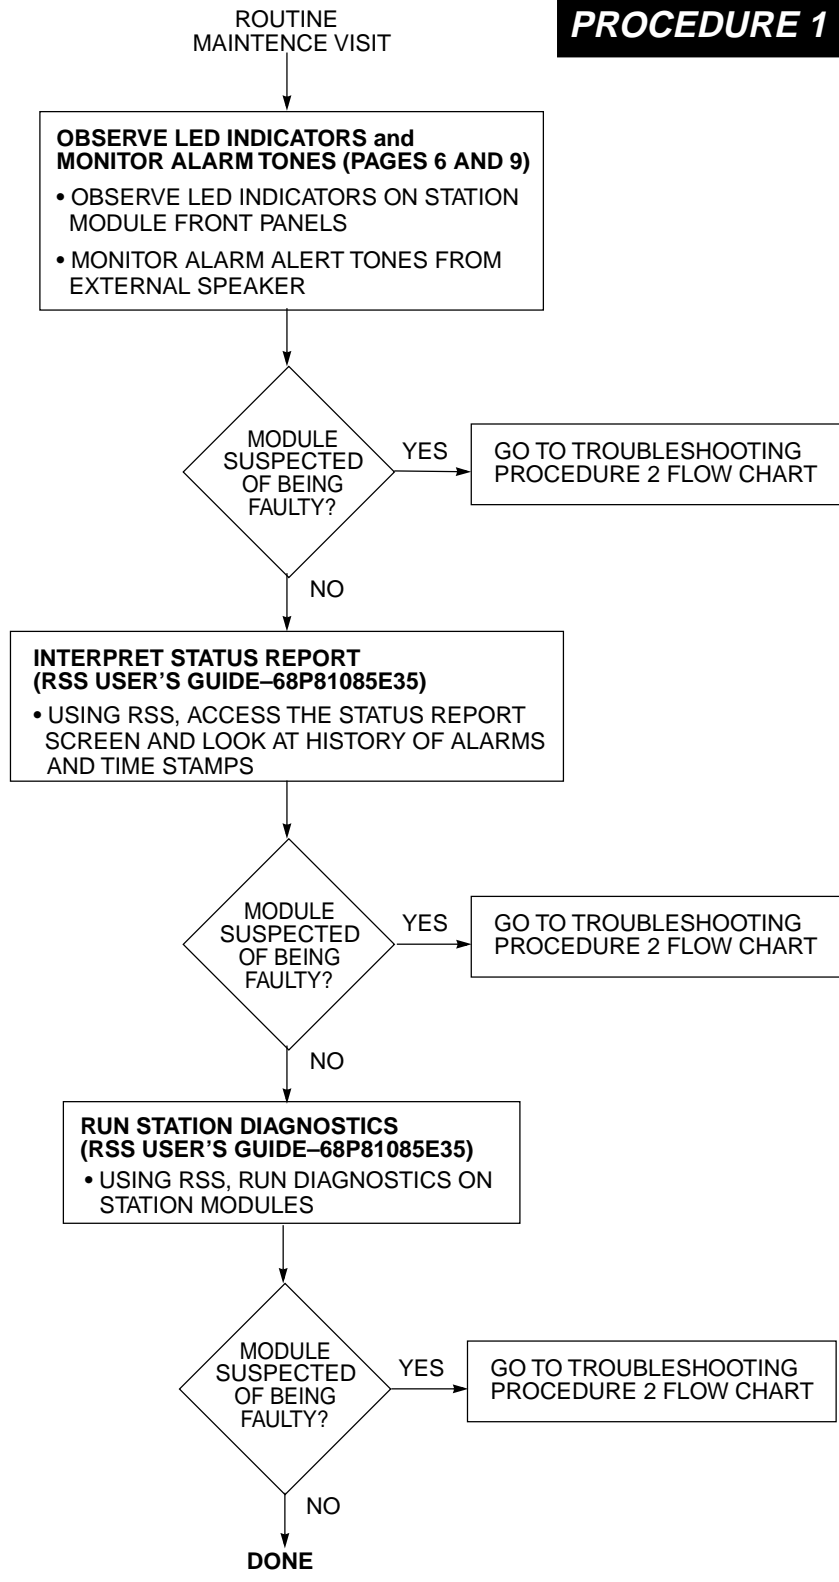 PROCEDURE 1
ROUTINE
MAINTENCE VISIT
OBSERVE LED INDICATORS and
MONITOR ALARM TONES (PAGES 6 AND 9)
• OBSERVE LED INDICATORS ON STATION
MODULE FRONT PANELS
• MONITOR ALARM ALERT TONES FROM
EXTERNAL SPEAKER
MODULE
SUSPECTED
OF BEING
FAULTY?
YES
GO TO TROUBLESHOOTING
PROCEDURE 2 FLOW CHART
NO
INTERPRET STATUS REPORT
(RSS USER'S GUIDE–68P81085E35)
• USING RSS, ACCESS THE STATUS REPORT
SCREEN AND LOOK AT HISTORY OF ALARMS
AND TIME STAMPS
MODULE
SUSPECTED
OF BEING
FAULTY?
YES
GO TO TROUBLESHOOTING
PROCEDURE 2 FLOW CHART
NO
RUN STATION DIAGNOSTICS
(RSS USER'S GUIDE–68P81085E35)
• USING RSS, RUN DIAGNOSTICS ON
STATION MODULES
MODULE
SUSPECTED
OF BEING
FAULTY?
YES
GO TO TROUBLESHOOTING
PROCEDURE 2 FLOW CHART
NO
DONE